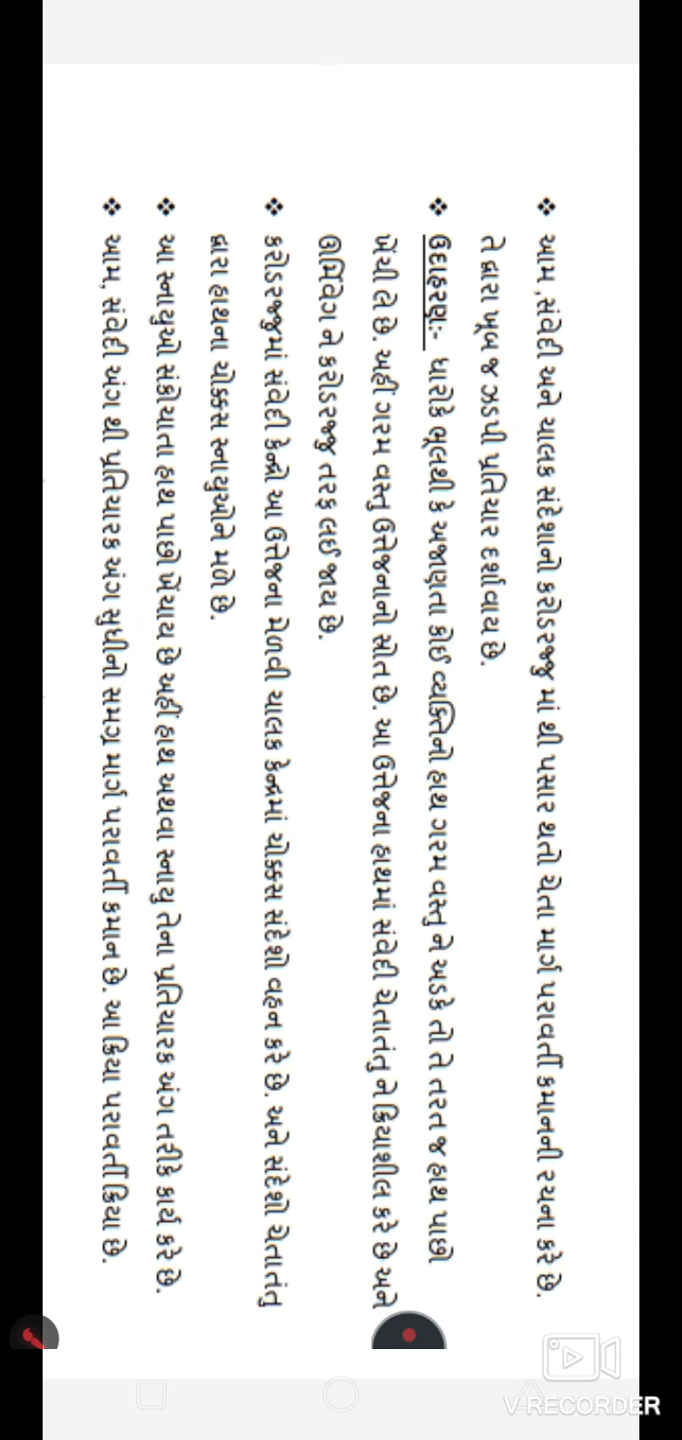 ❖ આમ ,સંવેદી અને ચાલક સંદેશાનો કરોડરજ્જુ માં થી પસાર થતો ચેતા માર્ગ પરાવર્તી કમાનની રચના કરે છે.
તે દ્વારા ખૂબ જ ઝડપી પ્રતિચાર દર્શાવાય છે.
❖ ઉદાહરણ:- ધારોકે ભૂલથી કે અજાણતા કોઈ વ્યક્તિનો હાથ ગરમ વસ્તુ ને અડકે તો તે તરત જ હાથ પાછો
ખેંચી લે છે. અહીં ગરમ વસ્તુ ઉત્તેજનાનો સ્રોત છે. આ ઉત્તેજના હાથમાં સંવેદી ચેતાતંતુ ને ક્રિયાશીલ કરે છે અને
ઊર્મિવેગ ને કરોડરજ્જુ તરફ લઈ જાય છે.
❖ કરોડરજ્જુમાં સંવેદી કેન્દ્રો આ ઉત્તેજના મેળવી ચાલક કેન્દ્રમાં ચોક્કસ સંદેશો વહન કરે છે. અને સંદેશો ચેતાતંતુ
દ્વારા હાથના ચોક્કસ સ્નાયુઓને મળે છે.
❖ આ સ્નાયુઓ સંકોચાતા હાથ પાછો ખેંચાય છે અહીં હાથ અથવા સ્નાયુ તેના પ્રતિચારક અંગ તરીકે કાર્ય કરે છે.
❖ આમ, સંવેદી અંગ થી પ્રતિચારક અંગ સુધીનો સમગ્ર માર્ગ પરાવર્તી કમાન છે. આ ક્રિયા પરાવર્તી ક્રિયા છે.
V-RECORDER